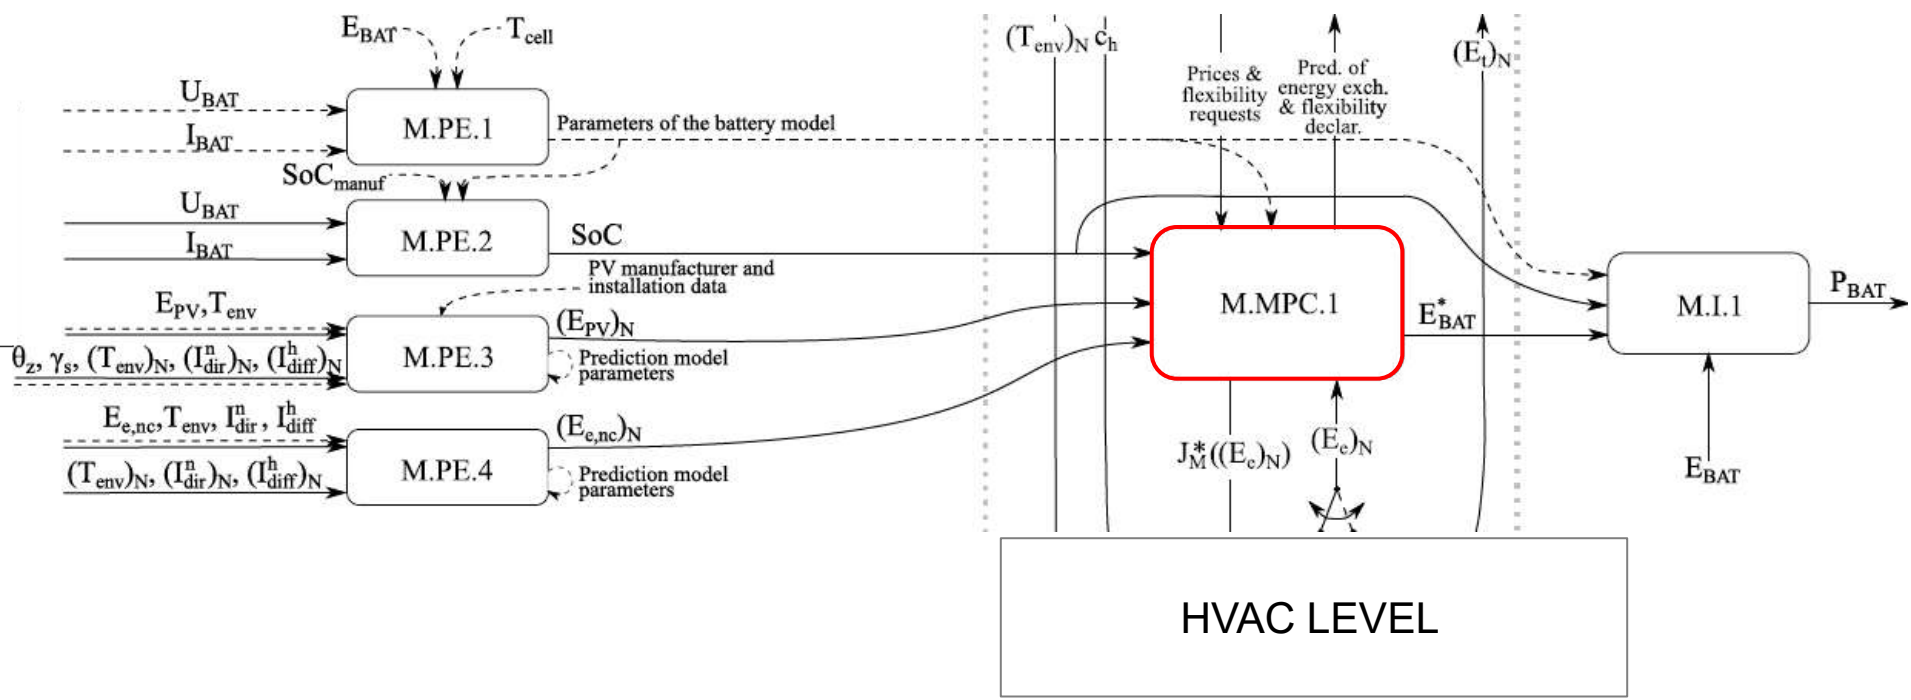 E_BAT
T_cell
U_BAT
I_BAT
M.PE.1
Parameters of the battery model
SoC_manuf
U_BAT
I_BAT
M.PE.2
SoC
PV manufacturer and
installation data
E_PV,T_env
θ_z, γ_s, (T_env)_N, (I^n_dir)_N, (I^h_diff)_N
M.PE.3
(E_PV)_N
Prediction model
parameters
E_e,nc,T_env, I^n_dir, I^h_diff
(T_env)_N, (I^n_dir)_N, (I^h_diff)_N
M.PE.4
(E_e,nc)_N
Prediction model
parameters
(T_env)_N c_h
Prices &
flexibility
requests
Pred. of
energy exch.
& flexibility
declar.
(E_t)_N
M.MPC.1
E*_BAT
M.I.1
P_BAT
E_BAT
J*_M((E_e)_N)
(E_e)_N
HVAC LEVEL